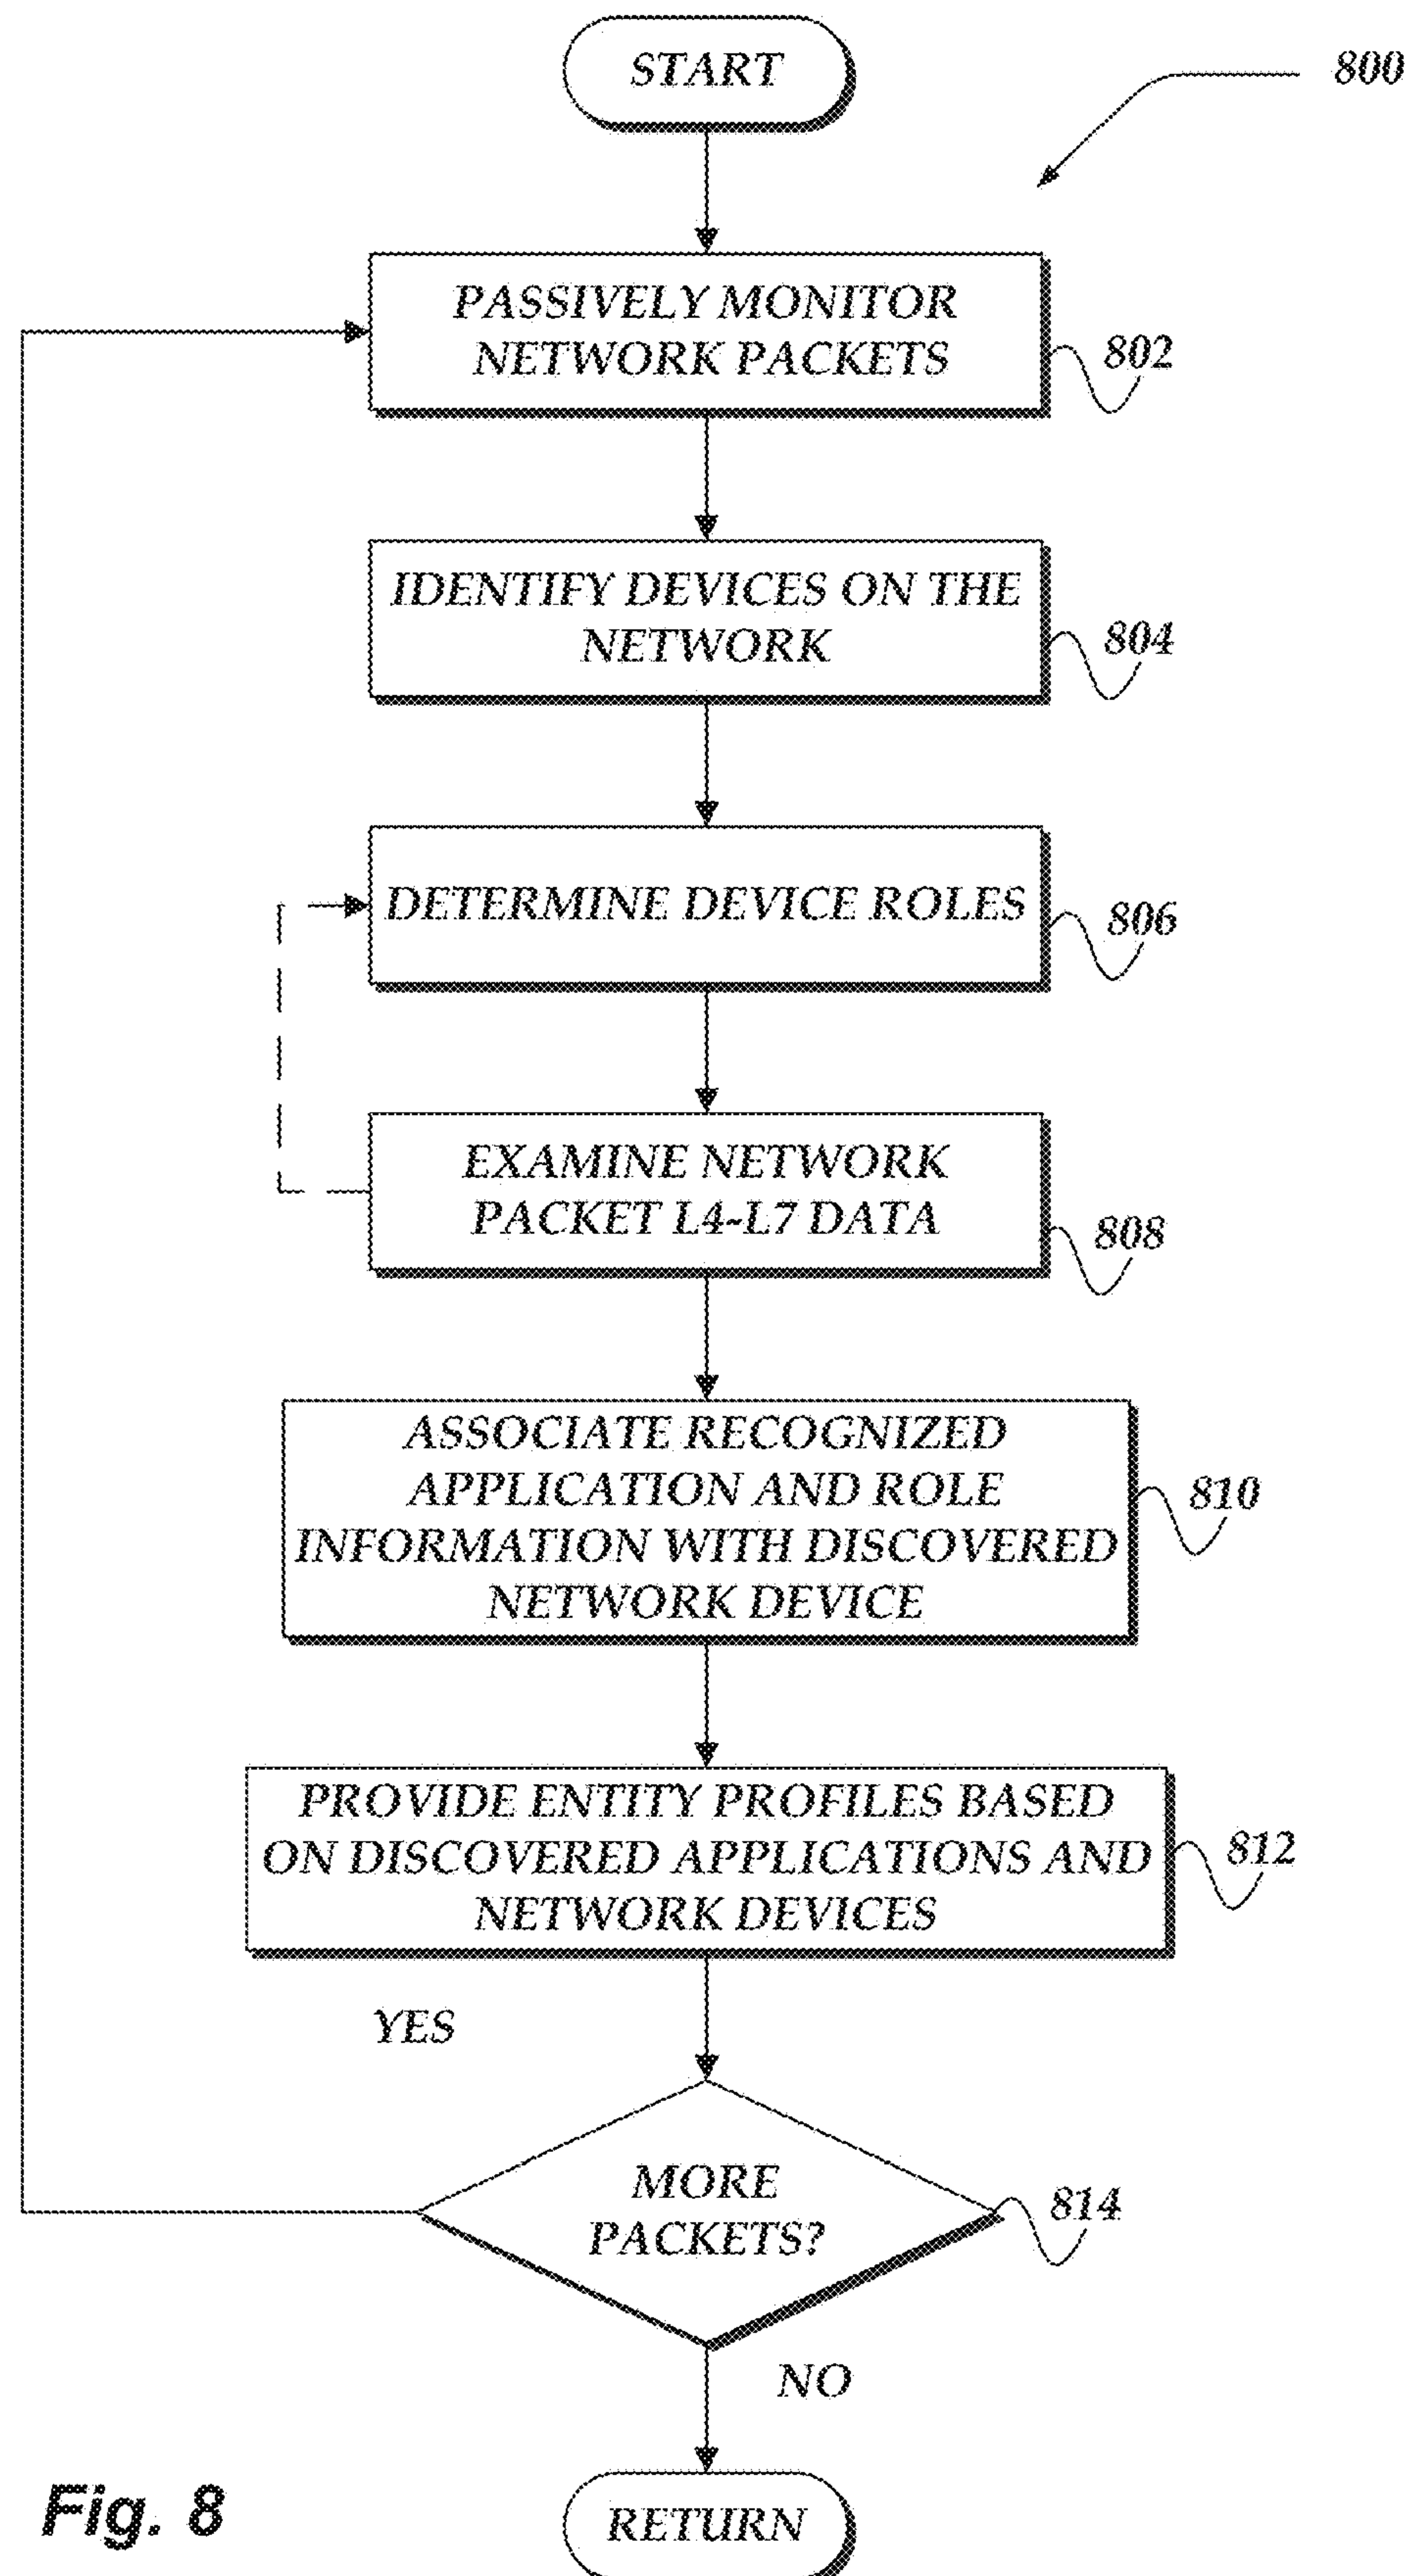 START
800
PASSIVELY MONITOR
NETWORK PACKETS
802
IDENTIFY DEVICES ON THE
NETWORK
804
DETERMINE DEVICE ROLES
806
EXAMINE NETWORK
PACKET L4-L7 DATA
808
ASSOCIATE RECOGNIZED
APPLICATION AND ROLE
INFORMATION WITH DISCOVERED
NETWORK DEVICE
810
PROVIDE ENTITY PROFILES BASED
ON DISCOVERED APPLICATIONS AND
NETWORK DEVICES
812
YES
MORE
PACKETS?
814
NO
RETURN
Fig. 8